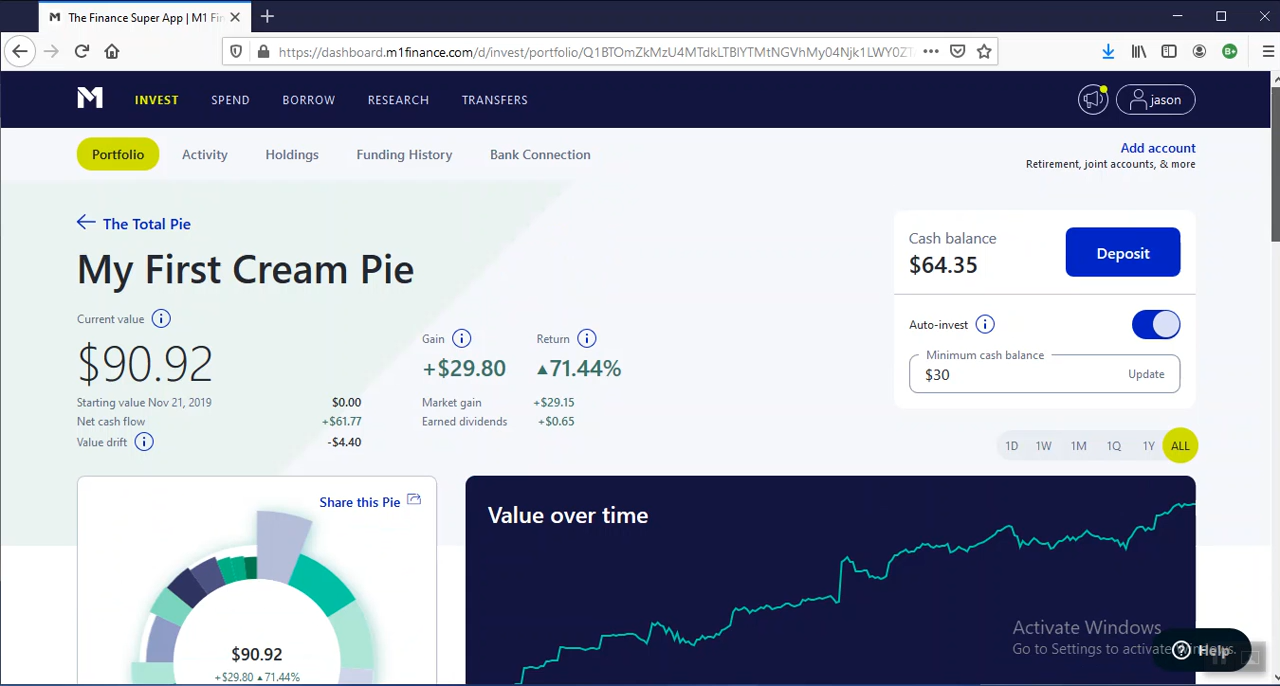 The Finance Super App | M1 Fin
https://dashboard.m1finance.com/d/invest/portfolio/Q1BTOmZkMzU4MTdkLTBlYTMtNGVhMy04Njk1LWY0ZT
M INVEST SPEND BORROW RESEARCH TRANSFERS jason
Portfolio Activity Holdings Funding History Bank Connection
Add account
Retirement, joint accounts, & more
The Total Pie
My First Cream Pie
Current value
$90.92
Starting value Nov 21, 2019 $0.00
Net cash flow +$61.77
Value drift -$4.40
Gain Return
+$29.80 ▲71.44%
Market gain +$29.15
Earned dividends +$0.65
Cash balance
$64.35
Deposit
Auto-invest
Minimum cash balance
$30 Update
1D 1W 1M 1Q 1Y ALL
Share this Pie
$90.92
+$29.80 ▲71.44%
Value over time
Activate Windows
Go to Settings to activate
Help